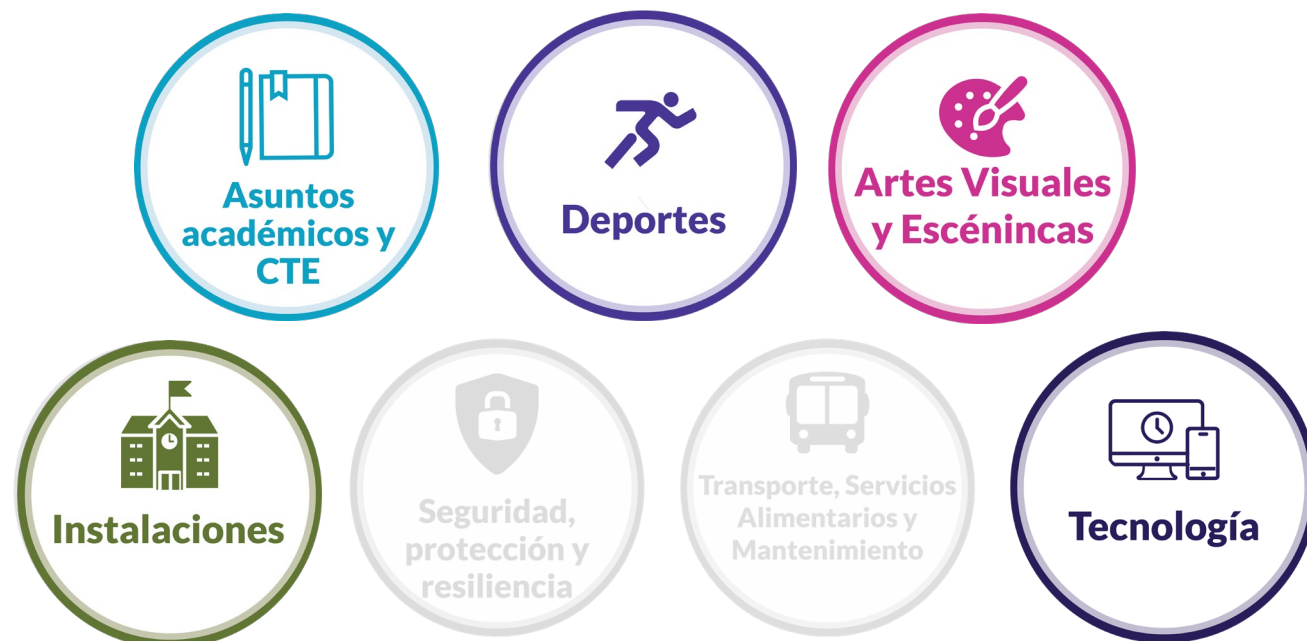 Asuntos
académicos y
CTE
Deportes
Artes Visuales
y Escénincas
Instalaciones
Seguridad,
protección y
resiliencia
Transporte, Servicios
Alimentarios y
Mantenimiento
Tecnología